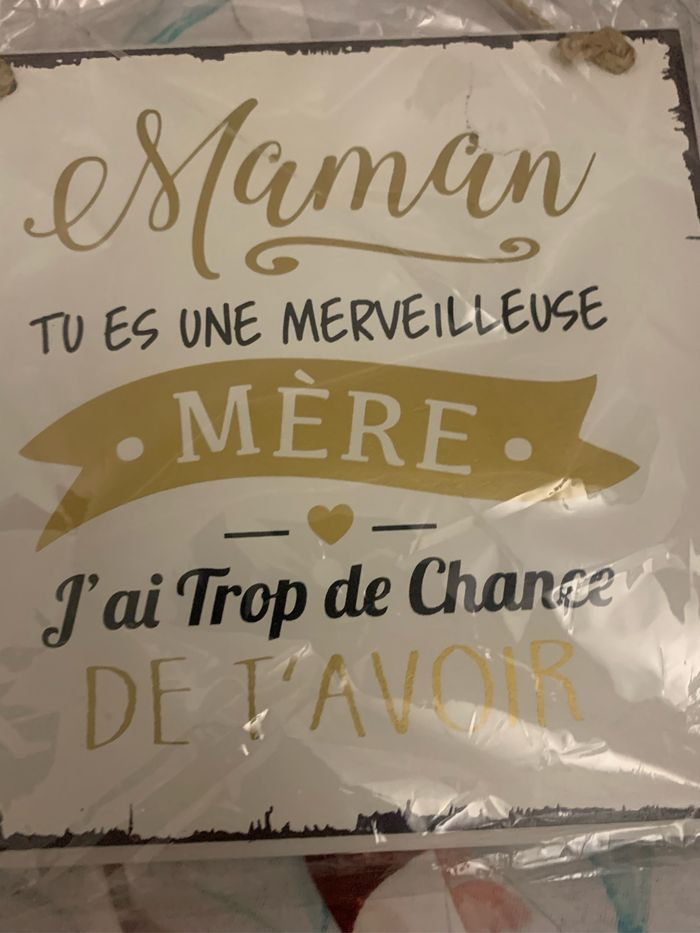 Maman
TU ES UNE MERVEILLEUSE
• MÈRE •
J'ai Trop de Chance
DE T'AVOIR